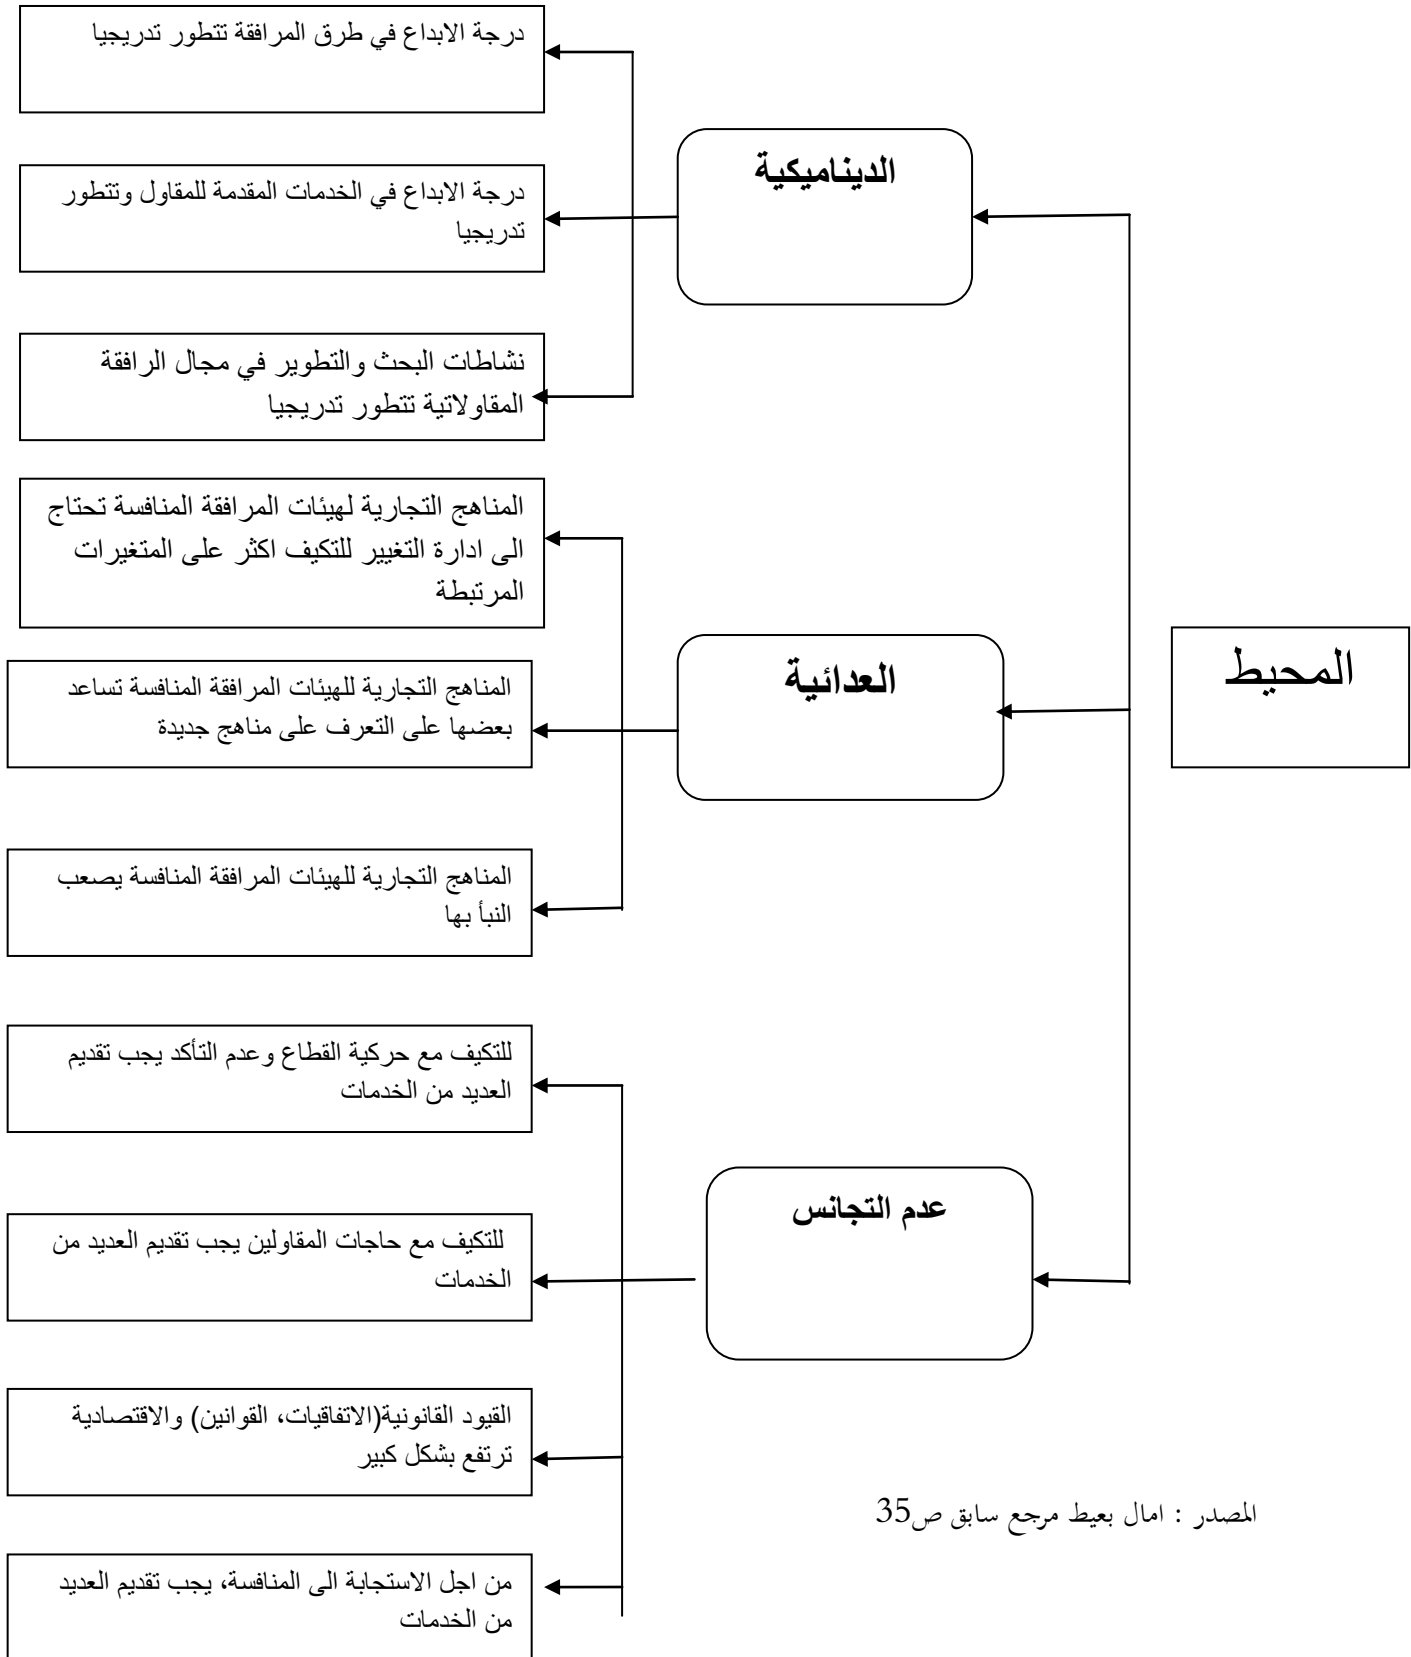 المحيط
الديناميكية
درجة الابداع في طرق المرافقة تتطور تدريجيا
درجة الابداع في الخدمات المقدمة للمقاول وتتطور
تدريجيا
نشاطات البحث والتطوير في مجال الرافقة
المقاولاتية تتطور تدريجيا
العدائية
المناهج التجارية لهيئات المرافقة المنافسة تحتاج
الى ادارة التغيير للتكيف اكثر على المتغيرات
المرتبطة
المناهج التجارية للهيئات المرافقة المنافسة تساعد
بعضها على التعرف على مناهج جديدة
المناهج التجارية للهيئات المرافقة المنافسة يصعب
النبأ بها
عدم التجانس
للتكيف مع حركية القطاع وعدم التأكد يجب تقديم
العديد من الخدمات
للتكيف مع حاجات المقاولين يجب تقديم العديد من
الخدمات
القيود القانونية(الاتفاقيات، القوانين) والاقتصادية
ترتفع بشكل كبير
من اجل الاستجابة الى المنافسة، يجب تقديم العديد
من الخدمات
المصدر : امال بعيط مرجع سابق ص35